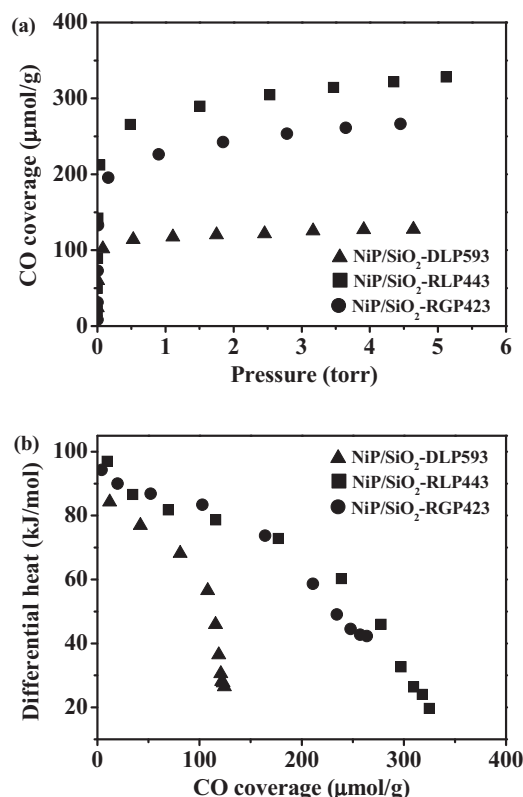 (a)
400
300
200
100
0
CO coverage (μmol/g)
NiP/SiO₂-DLP593
NiP/SiO₂-RLP443
NiP/SiO₂-RGP423
0 1 2 3 4 5 6
Pressure (torr)
(b)
100
80
60
40
20
Differential heat (kJ/mol)
NiP/SiO₂-DLP593
NiP/SiO₂-RLP443
NiP/SiO₂-RGP423
0 100 200 300 400
CO coverage (μmol/g)